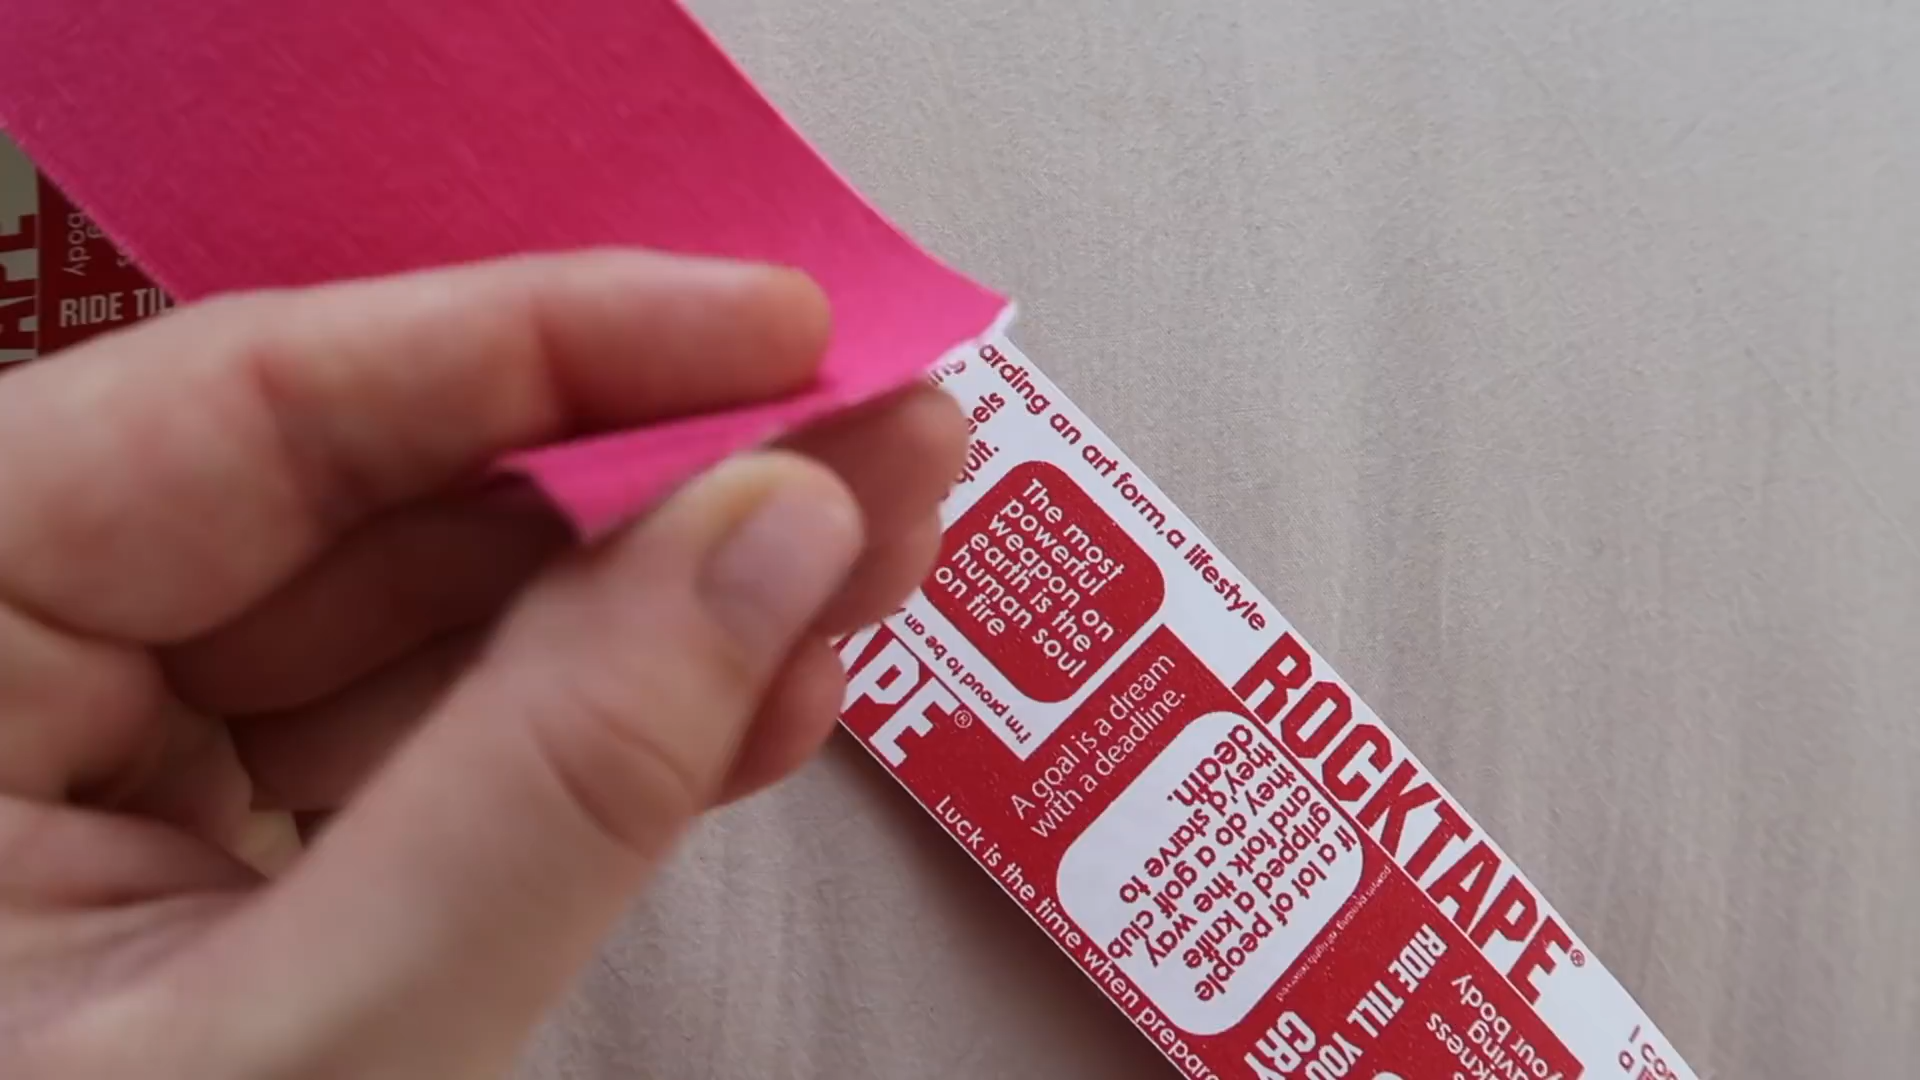 body
RIDE TIL
arding an art form, a lifestyle
quit.
The most
powerful
weapon on
earth is the
human soul
on fire
I'm proud to be an
APE®
A goal is a dream
with a deadline.
ROCKTAPE®
If a lot of people
gripped a knife
and fork the way
they do a golf club
they'd starve to
death.
Luck is the time when prepar
RIDE TILL YOU
CRY
your body